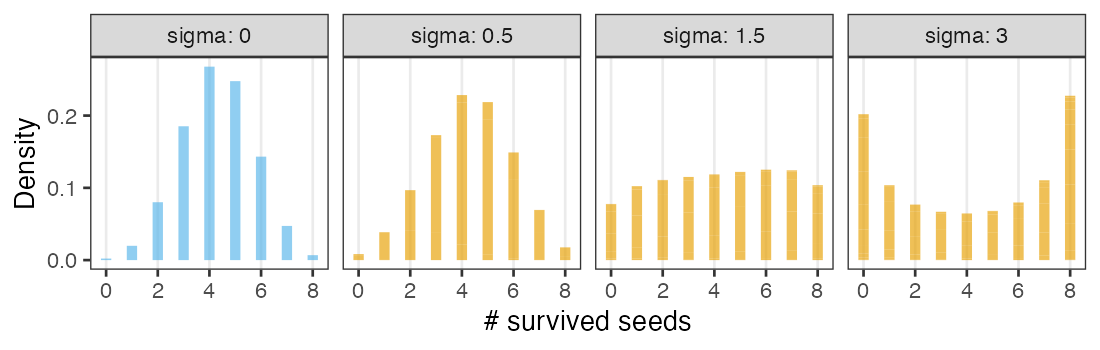 sigma: 0 sigma: 0.5 sigma: 1.5 sigma: 3
Density
0.2
0.1
0.0
0 2 4 6 8 0 2 4 6 8 0 2 4 6 8 0 2 4 6 8
# survived seeds